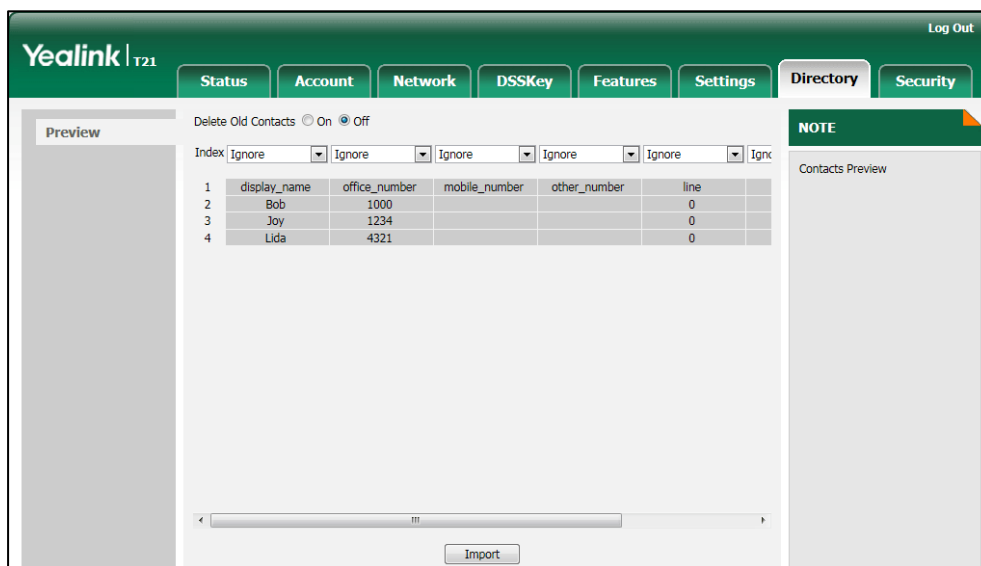 Log Out
Yealink | T21
Status Account Network DSSKey Features Settings Directory Security
Preview
Delete Old Contacts On Off
NOTE
Index Ignore Ignore Ignore Ignore Ignore Igno
Contacts Preview
1 display_name office_number mobile_number other_number line
2 Bob 1000 0
3 Joy 1234 0
4 Lida 4321 0
Import